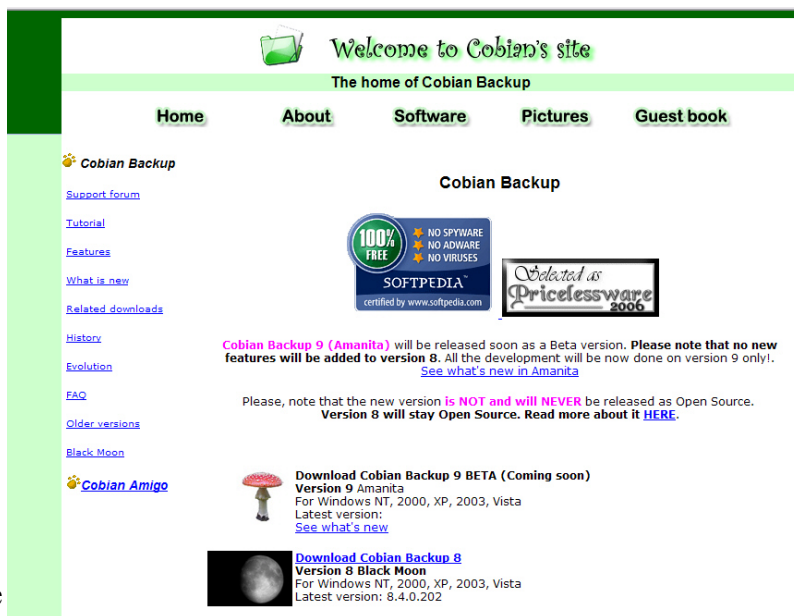 Welcome to Cobian's site
The home of Cobian Backup
Home About Software Pictures Guest book
Cobian Backup
Support forum
Tutorial
Features
What is new
Related downloads
History
Evolution
FAQ
Older versions
Black Moon
Cobian Amigo
Cobian Backup
100% FREE
NO SPYWARE
NO ADWARE
NO VIRUSES
SOFTPEDIA™
certified by www.softpedia.com
Selected as
Pricelessware
2006
Cobian Backup 9 (Amanita) will be released soon as a Beta version. Please note that no new
features will be added to version 8. All the development will be now done on version 9 only!.
See what's new in Amanita
Please, note that the new version is NOT and will NEVER be released as Open Source.
Version 8 will stay Open Source. Read more about it HERE.
Download Cobian Backup 9 BETA (Coming soon)
Version 9 Amanita
For Windows NT, 2000, XP, 2003, Vista
Latest version:
See what's new
Download Cobian Backup 8
Version 8 Black Moon
For Windows NT, 2000, XP, 2003, Vista
Latest version: 8.4.0.202